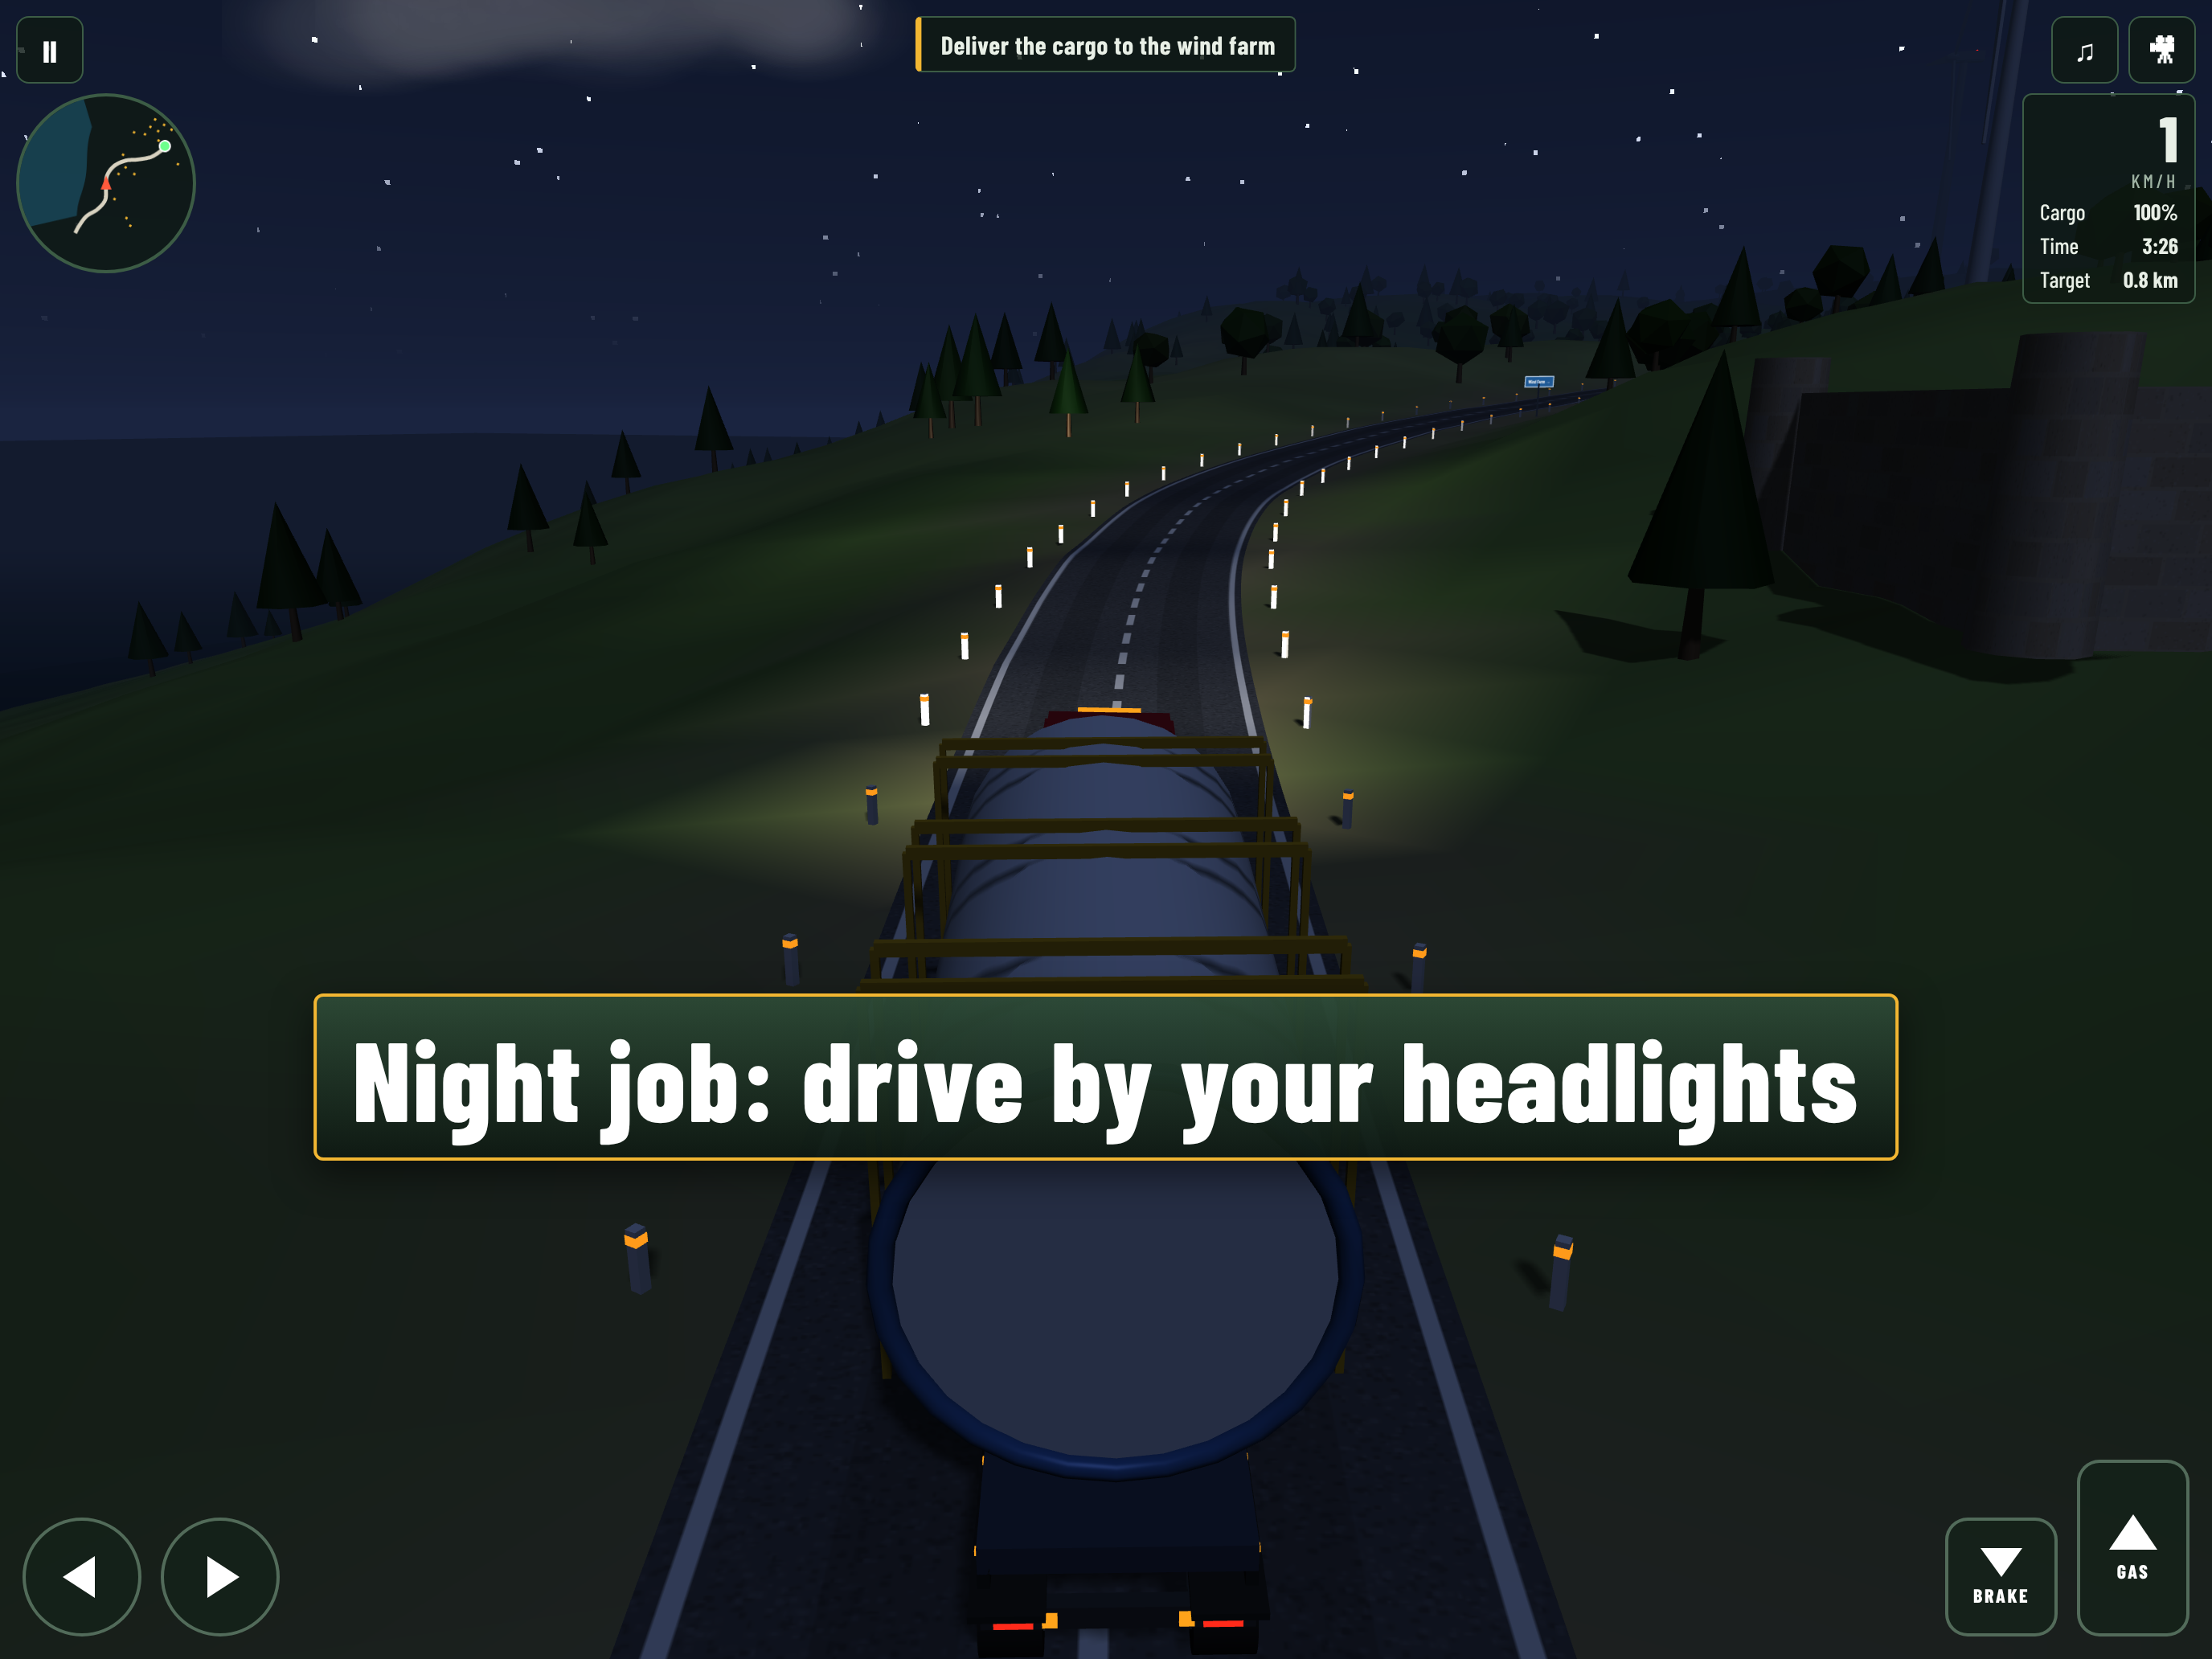 Deliver the cargo to the wind farm
1
KM/H
Cargo 100%
Time 3:26
Target 0.8 km
Night job: drive by your headlights
BRAKE
GAS